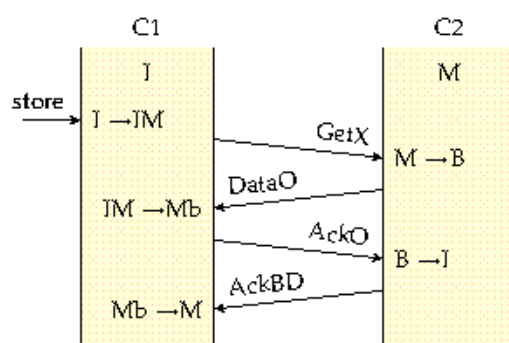 C1 C2
I M
store
I→IM
GetX
M→B
DataO
IM→Mb
AckO
B→I
AckBD
Mb→M